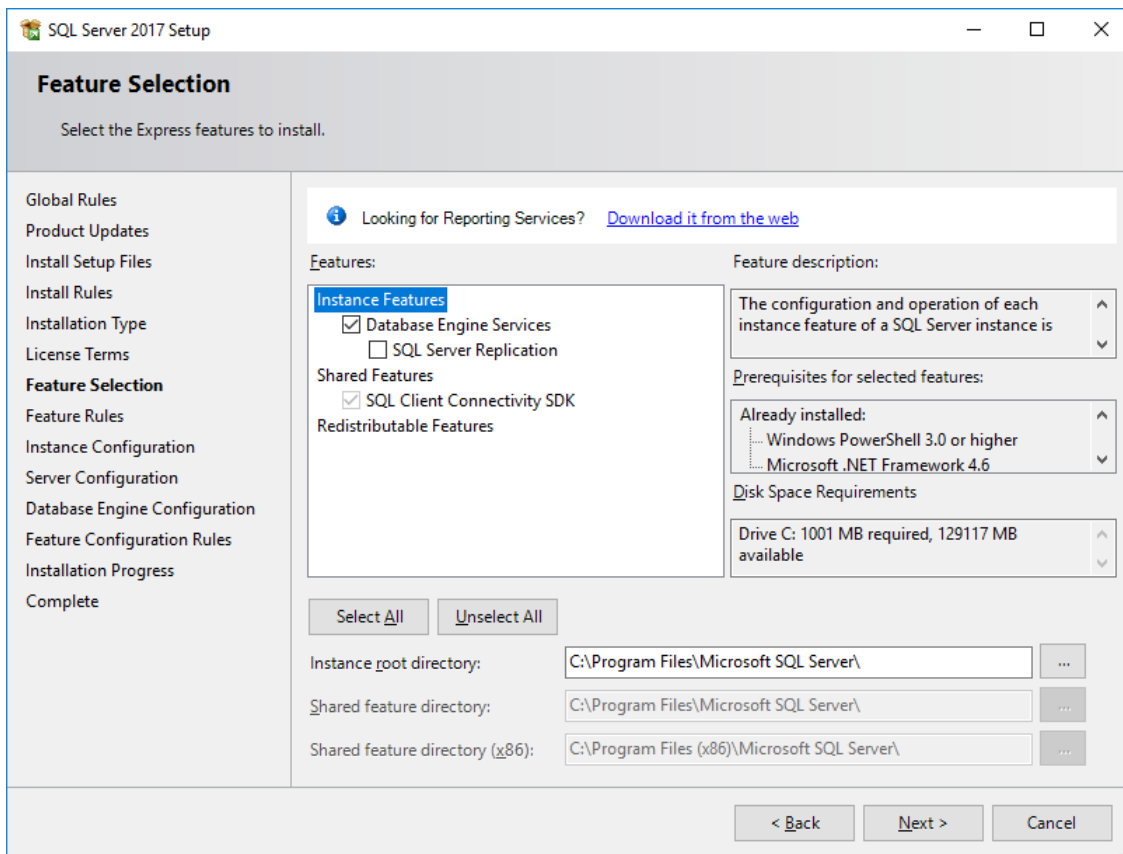 SQL Server 2017 Setup
Feature Selection
Select the Express features to install.
Global Rules
Product Updates
Install Setup Files
Install Rules
Installation Type
License Terms
Feature Selection
Feature Rules
Instance Configuration
Server Configuration
Database Engine Configuration
Feature Configuration Rules
Installation Progress
Complete
Looking for Reporting Services? Download it from the web
Features:
Instance Features
Database Engine Services
SQL Server Replication
Shared Features
SQL Client Connectivity SDK
Redistributable Features
Feature description:
The configuration and operation of each
instance feature of a SQL Server instance is
Prerequisites for selected features:
Already installed:
Windows PowerShell 3.0 or higher
Microsoft .NET Framework 4.6
Disk Space Requirements
Drive C: 1001 MB required, 129117 MB
available
Select All
Unselect All
Instance root directory: C:\Program Files\Microsoft SQL Server\ ...
Shared feature directory: C:\Program Files\Microsoft SQL Server\ ...
Shared feature directory (x86): C:\Program Files (x86)\Microsoft SQL Server\ ...
< Back
Next >
Cancel